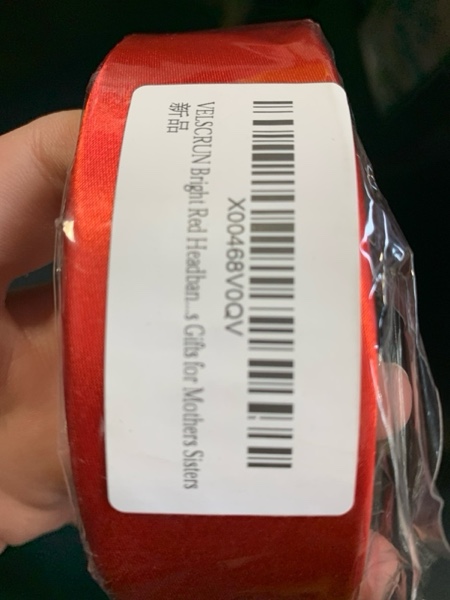 X00468V0QV
VELSCRUN Bright Red Headban...s Gifts for Mothers Sisters
新品